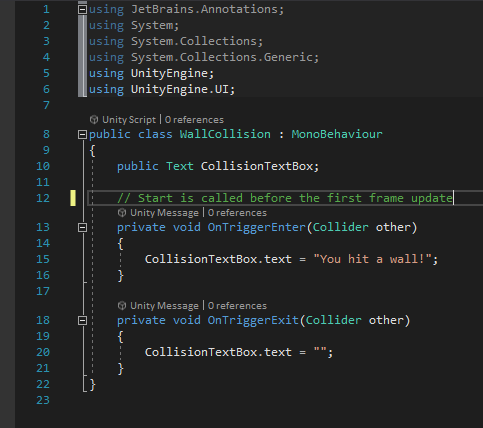 1 using JetBrains.Annotations;
2 using System;
3 using System.Collections;
4 using System.Collections.Generic;
5 using UnityEngine;
6 using UnityEngine.UI;
7
Unity Script | 0 references
8 public class WallCollision : MonoBehaviour
9 {
10 public Text CollisionTextBox;
11
12 // Start is called before the first frame update
Unity Message | 0 references
13 private void OnTriggerEnter(Collider other)
14 {
15 CollisionTextBox.text = "You hit a wall!";
16 }
17
Unity Message | 0 references
18 private void OnTriggerExit(Collider other)
19 {
20 CollisionTextBox.text = "";
21 }
22 }
23